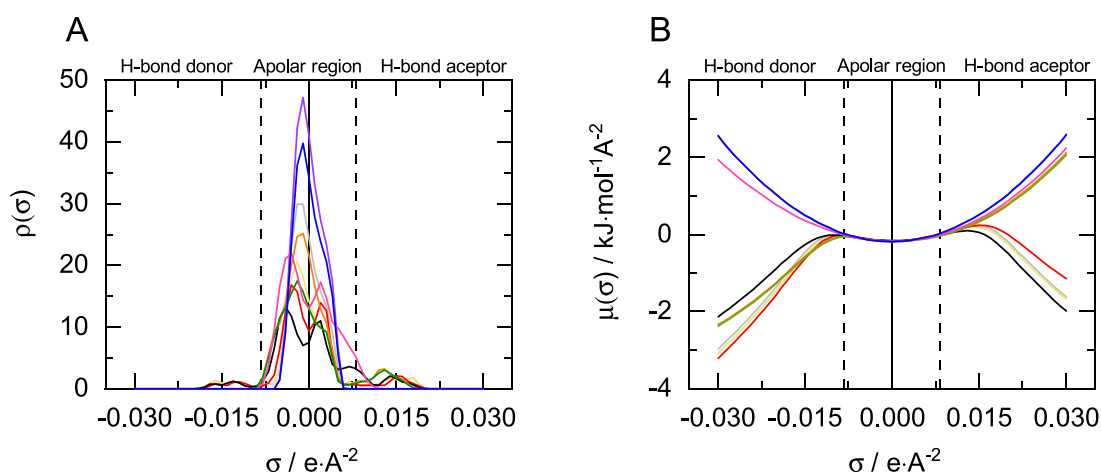 A
H-bond donor Apolar region H-bond aceptor
50
40
30
20
10
0
ρ(σ)
-0.030 -0.015 0.000 0.015 0.030
σ / e·A⁻²
B
H-bond donor Apolar region H-bond aceptor
4
2
0
-2
-4
μ(σ) / kJ·mol⁻¹A⁻²
-0.030 -0.015 0.000 0.015 0.030
σ / e·A⁻²